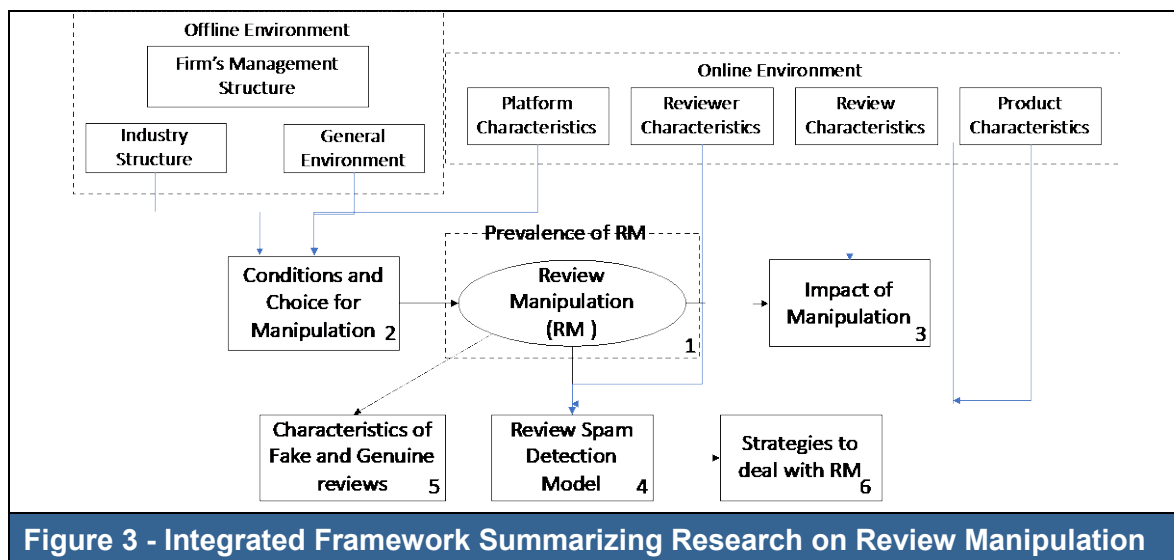 Offline Environment
Firm's Management
Structure
Industry
Structure
General
Environment
Online Environment
Platform
Characteristics
Reviewer
Characteristics
Review
Characteristics
Product
Characteristics
Prevalence of RM
Conditions and
Choice for
Manipulation
2
Review
Manipulation
(RM )
1
Impact of
Manipulation
3
Characteristics of
Fake and Genuine
reviews
5
Review Spam
Detection
Model
4
Strategies to
deal with RM
6
Figure 3 - Integrated Framework Summarizing Research on Review Manipulation